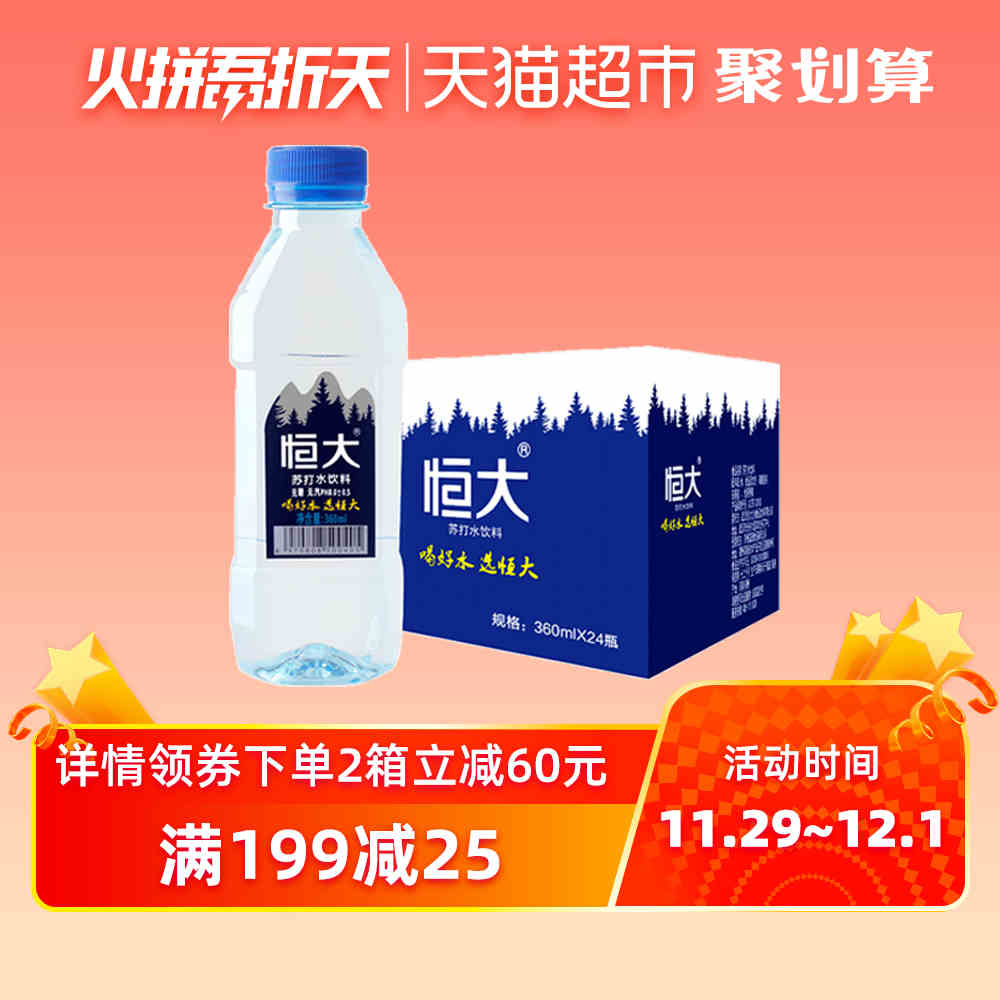 火拼吾折天 天猫超市 聚划算
恒大®
苏打水饮料
喝好水 选恒大
净含量:360ml
恒大®
苏打水饮料
喝好水 选恒大
规格：360mlX24瓶
喝好水 选恒大
详情领券下单2箱立减60元
满199减25
活动时间
11.29~12.1